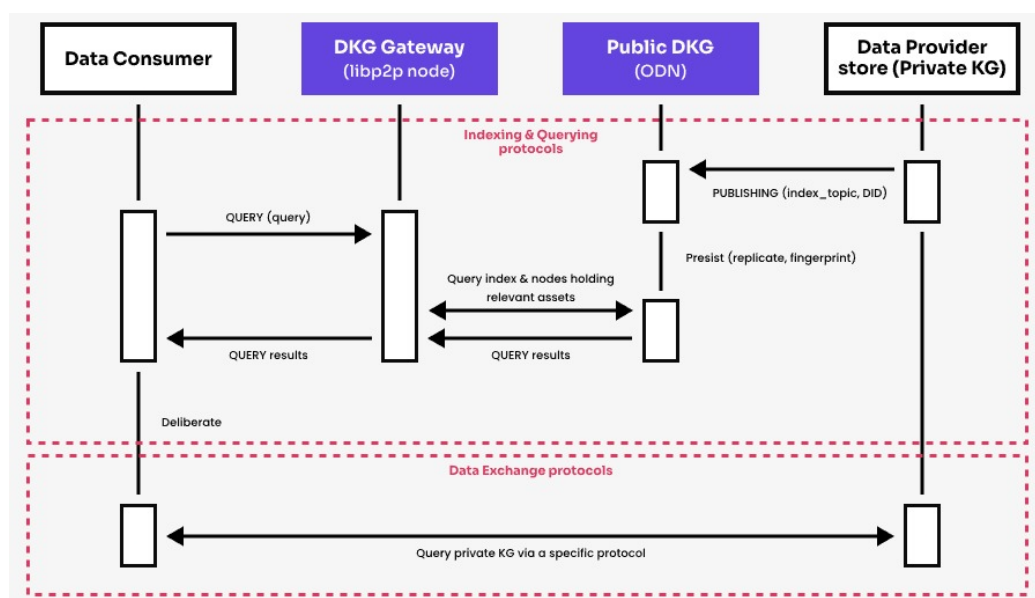 Data Consumer
DKG Gateway
(libp2p node)
Public DKG
(ODN)
Data Provider
store (Private KG)
Indexing & Querying
protocols
PUBLISHING (index_topic, DID)
QUERY (query)
Presist (replicate, fingerprint)
Query index & nodes holding
relevant assets
QUERY results
QUERY results
Deliberate
Data Exchange protocols
Query private KG via a specific protocol